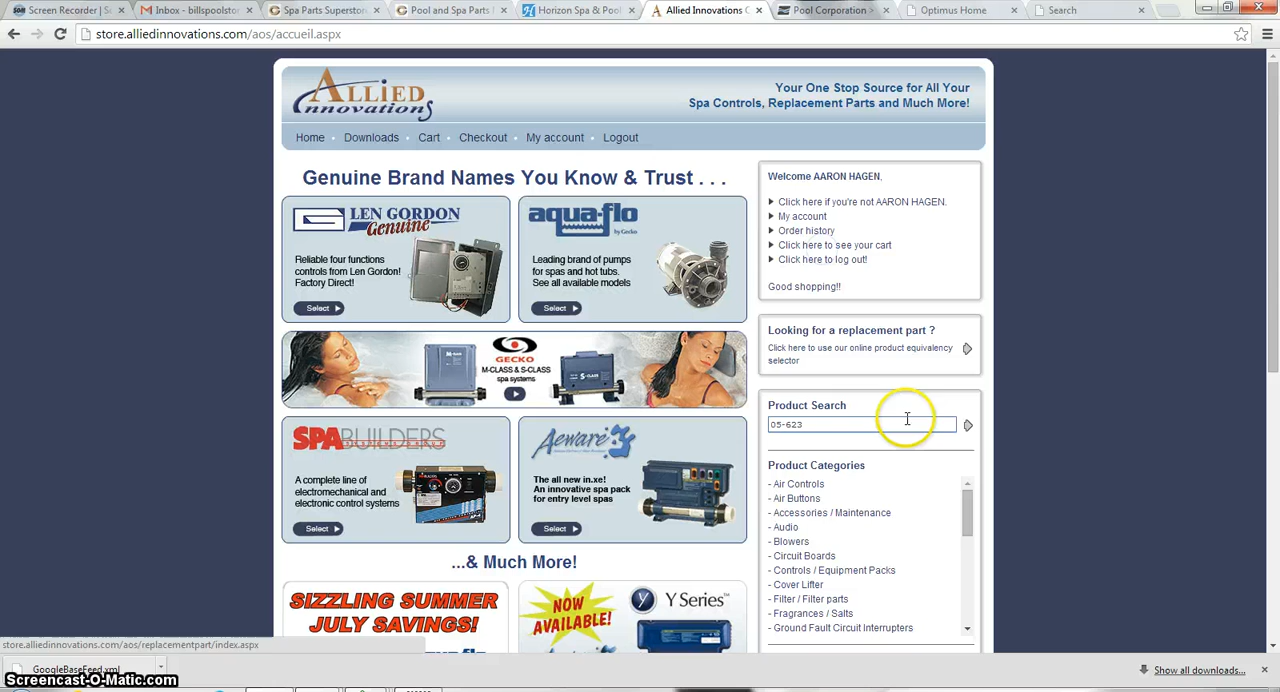 Screen Recorder | S
Inbox - billspoolstor
Spa Parts Superstor
Pool and Spa Parts
Horizon Spa & Pool
Allied Innovations
Pool Corporation
Optimus Home
Search
store.alliedinnovations.com/aos/accueil.aspx
ALLIED Innovations
Your One Stop Source for All Your
Spa Controls, Replacement Parts and Much More!
Home • Downloads • Cart • Checkout • My account • Logout
Genuine Brand Names You Know & Trust . . .
LEN GORDON
Genuine
Reliable four functions
controls from Len Gordon!
Factory Direct!
Select
aqua-flo
by Gecko
Leading brand of pumps
for spas and hot tubs.
See all available models
Select
GECKO
M-CLASS & S-CLASS
spa systems
SPABUILDERS
A complete line of
electromechanical and
electronic control systems
Select
Aeware
The all new in.xe!
An innovative spa pack
for entry level spas
Select
...& Much More!
SIZZLING SUMMER
JULY SAVINGS!
NOW
AVAILABLE!
Y Series™
Welcome AARON HAGEN,
Click here if you're not AARON HAGEN.
My account
Order history
Click here to see your cart
Click here to log out!
Good shopping!!
Looking for a replacement part ?
Click here to use our online product equivalency
selector
Product Search
05-623
Product Categories
- Air Controls
- Air Buttons
- Accessories / Maintenance
- Audio
- Blowers
- Circuit Boards
- Controls / Equipment Packs
- Cover Lifter
- Filter / Filter parts
- Fragrances / Salts
- Ground Fault Circuit Interrupters
store.alliedinnovations.com/aos/replacementpart/index.aspx
GoogleBaseFeed.xml
Show all downloads...
Screencast-O-Matic.com